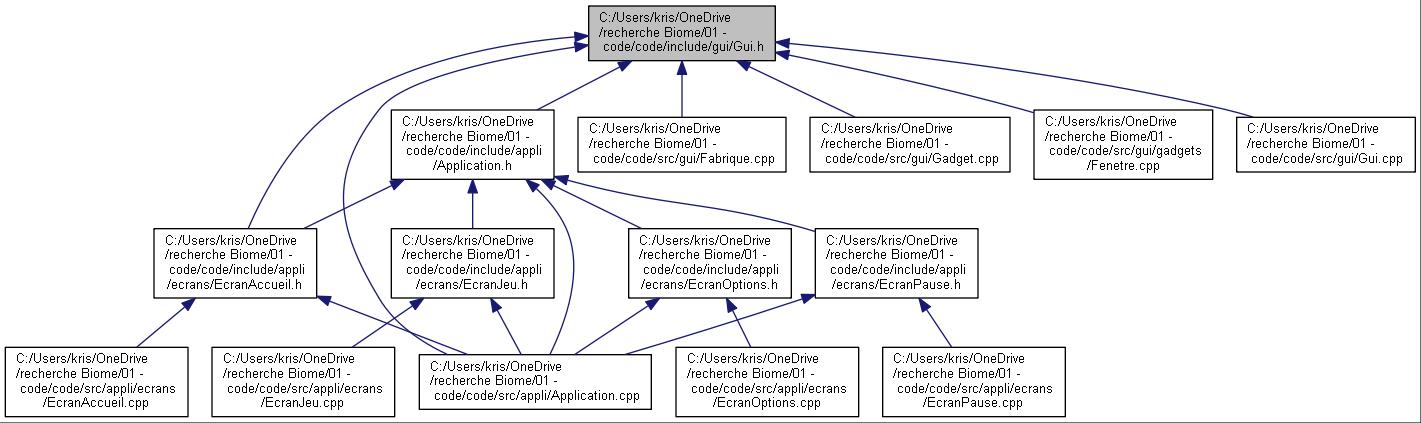 C:/Users/kris/OneDrive
/recherche Biome/01 -
code/code/include/gui/Gui.h
C:/Users/kris/OneDrive
/recherche Biome/01 -
code/code/include/appli
/Application.h
C:/Users/kris/OneDrive
/recherche Biome/01 -
code/code/src/gui/Fabrique.cpp
C:/Users/kris/OneDrive
/recherche Biome/01 -
code/code/src/gui/Gadget.cpp
C:/Users/kris/OneDrive
/recherche Biome/01 -
code/code/src/gui/gadgets
/Fenetre.cpp
C:/Users/kris/OneDrive
/recherche Biome/01 -
code/code/src/gui/Gui.cpp
C:/Users/kris/OneDrive
/recherche Biome/01 -
code/code/include/appli
/ecrans/EcranAccueil.h
C:/Users/kris/OneDrive
/recherche Biome/01 -
code/code/include/appli
/ecrans/EcranJeu.h
C:/Users/kris/OneDrive
/recherche Biome/01 -
code/code/include/appli
/ecrans/EcranOptions.h
C:/Users/kris/OneDrive
/recherche Biome/01 -
code/code/include/appli
/ecrans/EcranPause.h
C:/Users/kris/OneDrive
/recherche Biome/01 -
code/code/src/appli/ecrans
/EcranAccueil.cpp
C:/Users/kris/OneDrive
/recherche Biome/01 -
code/code/src/appli/ecrans
/EcranJeu.cpp
C:/Users/kris/OneDrive
/recherche Biome/01 -
code/code/src/appli/Application.cpp
C:/Users/kris/OneDrive
/recherche Biome/01 -
code/code/src/appli/ecrans
/EcranOptions.cpp
C:/Users/kris/OneDrive
/recherche Biome/01 -
code/code/src/appli/ecrans
/EcranPause.cpp